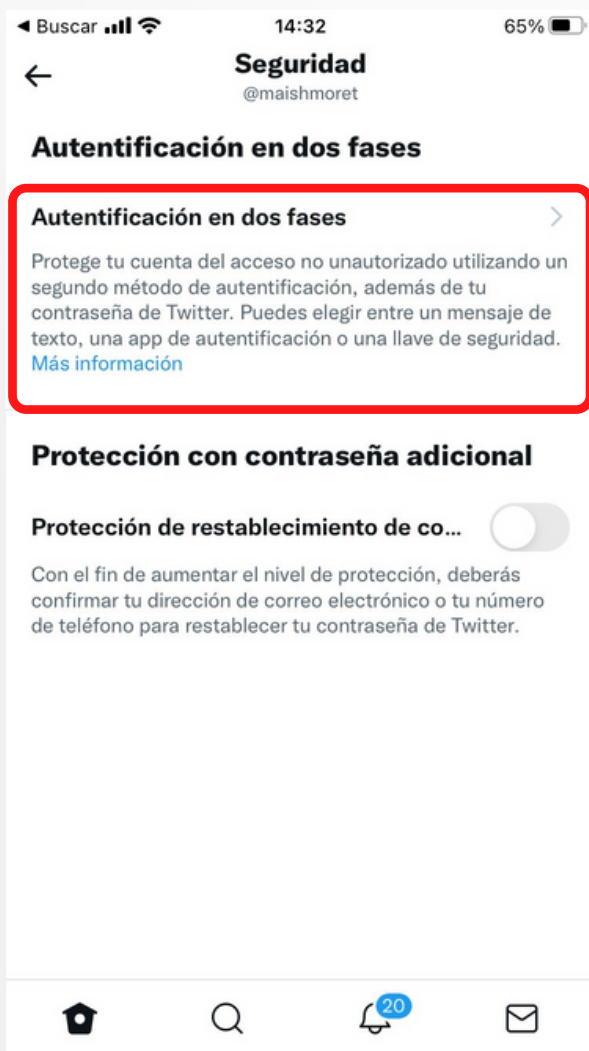 ◀ Buscar 14:32 65%
Seguridad
@maishmoret
Autentificación en dos fases
Autentificación en dos fases
Protege tu cuenta del acceso no unautorizado utilizando un
segundo método de autentificación, además de tu
contraseña de Twitter. Puedes elegir entre un mensaje de
texto, una app de autentificación o una llave de seguridad.
Más información
Protección con contraseña adicional
Protección de restablecimiento de co...
Con el fin de aumentar el nivel de protección, deberás
confirmar tu dirección de correo electrónico o tu número
de teléfono para restablecer tu contraseña de Twitter.
20